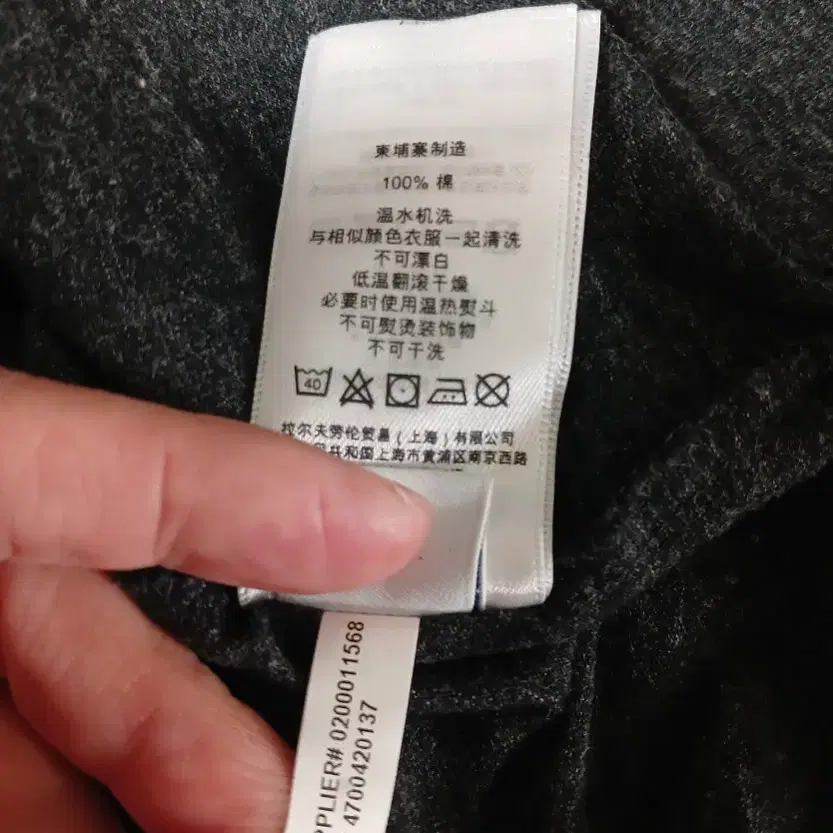 柬埔寨制造
100% 棉
温水机洗
与相似颜色衣服一起清洗
不可漂白
低温翻滚干燥
必要时使用温热熨斗
不可熨烫装饰物
不可干洗
40
拉尔夫劳伦贸易（上海）有限公司
共和国上海市黄浦区南京西路
PPLIER# 0200011568
4700420137